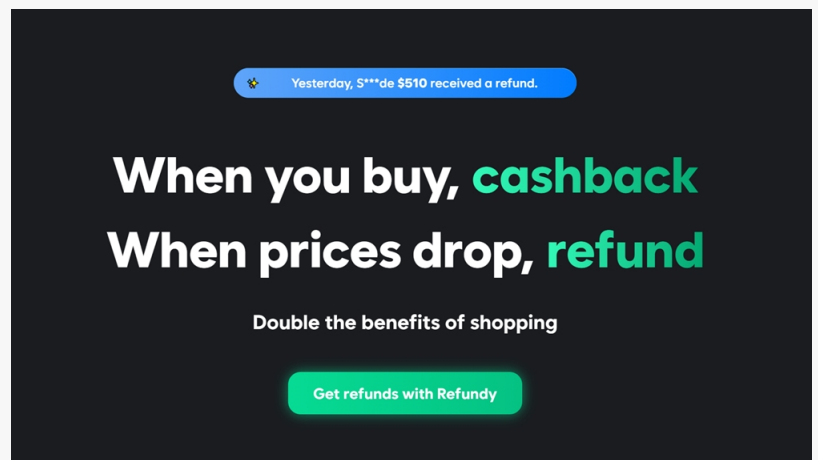 Yesterday, S***de $510 received a refund.
When you buy, cashback
When prices drop, refund
Double the benefits of shopping
Get refunds with Refundy